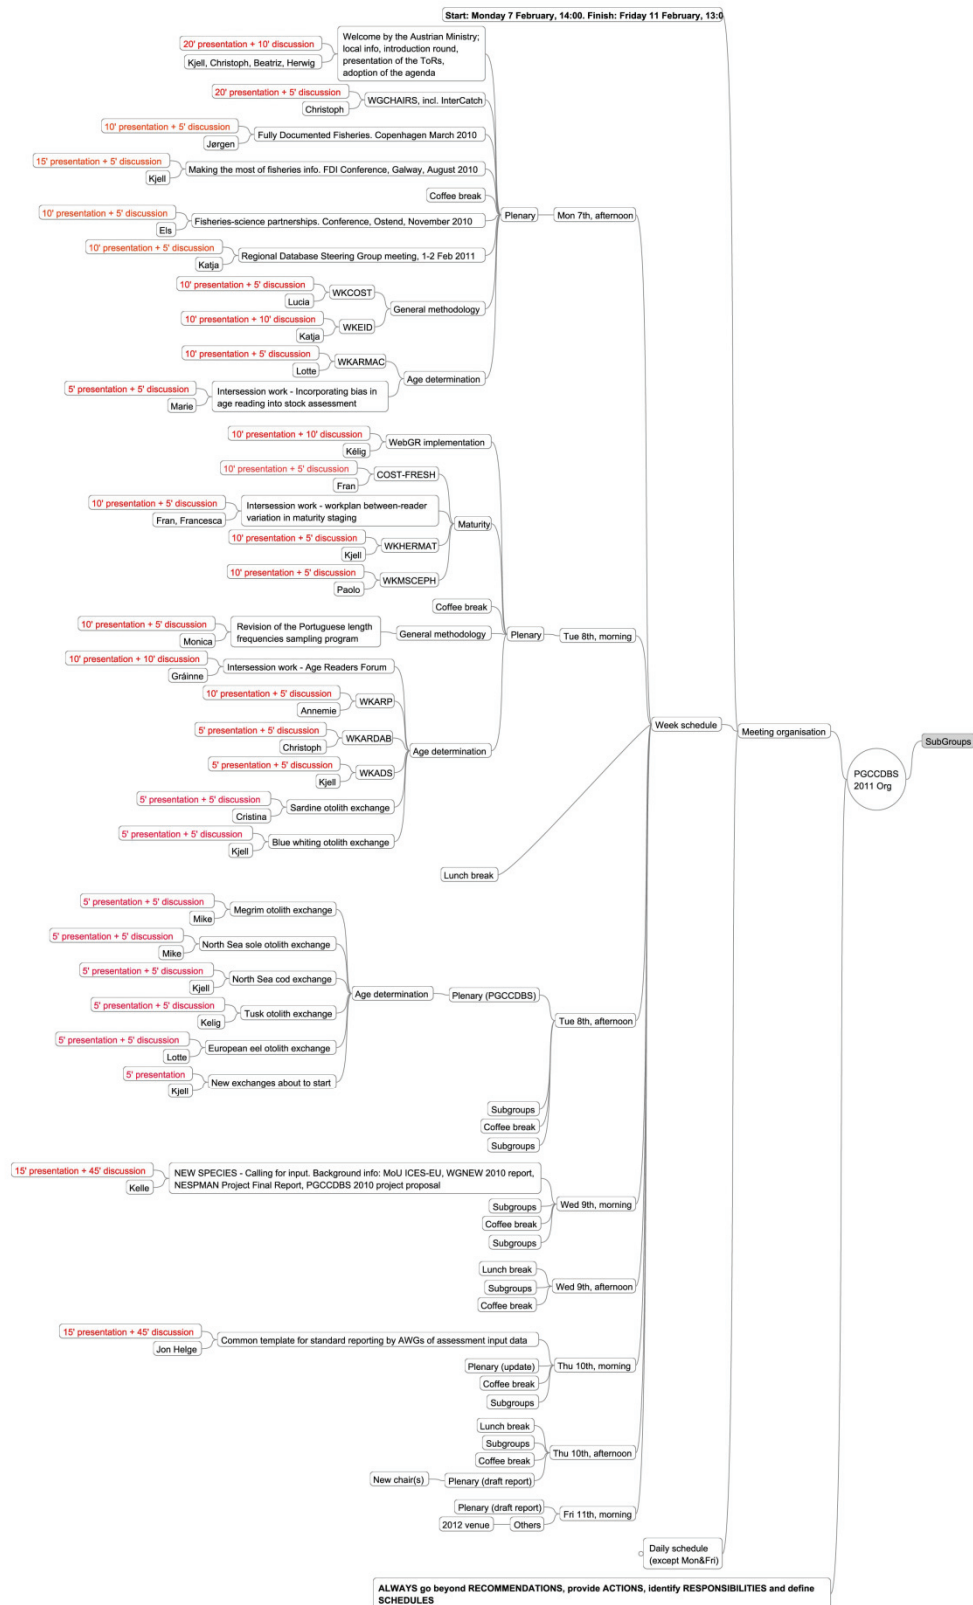 Start: Monday 7 February, 14:00. Finish: Friday 11 February, 13:0
20' presentation + 10' discussion
Kjell, Christoph, Beatriz, Herwig
Welcome by the Austrian Ministry;
local info, introduction round,
presentation of the ToRs,
adoption of the agenda
20' presentation + 5' discussion
Christoph
WGCHAIRS, incl. InterCatch
10' presentation + 5' discussion
Jørgen
Fully Documented Fisheries. Copenhagen March 2010
15' presentation + 5' discussion
Kjell
Making the most of fisheries info. FDI Conference, Galway, August 2010
Coffee break
10' presentation + 5' discussion
Els
Fisheries-science partnerships. Conference, Ostend, November 2010
10' presentation + 5' discussion
Katja
Regional Database Steering Group meeting, 1-2 Feb 2011
10' presentation + 5' discussion
Lucia
WKCOST
10' presentation + 10' discussion
Katja
WKEID
General methodology
10' presentation + 5' discussion
Lotte
WKARMAC
5' presentation + 5' discussion
Marie
Intersession work - Incorporating bias in
age reading into stock assessment
Age determination
Plenary
Mon 7th, afternoon
10' presentation + 10' discussion
Kélig
WebGR implementation
10' presentation + 5' discussion
Fran
COST-FRESH
10' presentation + 5' discussion
Fran, Francesca
Intersession work - workplan between-reader
variation in maturity staging
10' presentation + 5' discussion
Kjell
WKHERMAT
10' presentation + 5' discussion
Paolo
WKMSCEPH
Maturity
Coffee break
10' presentation + 5' discussion
Monica
Revision of the Portuguese length
frequencies sampling program
General methodology
10' presentation + 10' discussion
Gráinne
Intersession work - Age Readers Forum
10' presentation + 5' discussion
Annemie
WKARP
5' presentation + 5' discussion
Christoph
WKARDAB
5' presentation + 5' discussion
Kjell
WKADS
5' presentation + 5' discussion
Cristina
Sardine otolith exchange
5' presentation + 5' discussion
Kjell
Blue whiting otolith exchange
Age determination
Plenary
Tue 8th, morning
Lunch break
5' presentation + 5' discussion
Mike
Megrim otolith exchange
5' presentation + 5' discussion
Mike
North Sea sole otolith exchange
5' presentation + 5' discussion
Kjell
North Sea cod exchange
5' presentation + 5' discussion
Kelig
Tusk otolith exchange
5' presentation + 5' discussion
Lotte
European eel otolith exchange
5' presentation
Kjell
New exchanges about to start
Age determination
Plenary (PGCCDBS)
Subgroups
Coffee break
Subgroups
Tue 8th, afternoon
15' presentation + 45' discussion
Kelle
NEW SPECIES - Calling for input. Background info: MoU ICES-EU, WGNEW 2010 report,
NESPMAN Project Final Report, PGCCDBS 2010 project proposal
Subgroups
Coffee break
Subgroups
Wed 9th, morning
Lunch break
Subgroups
Coffee break
Wed 9th, afternoon
15' presentation + 45' discussion
Jon Helge
Common template for standard reporting by AWGs of assessment input data
Plenary (update)
Coffee break
Subgroups
Thu 10th, morning
Lunch break
Subgroups
Coffee break
New chair(s)
Plenary (draft report)
Thu 10th, afternoon
Plenary (draft report)
2012 venue
Others
Fri 11th, morning
Week schedule
Daily schedule
(except Mon&Fri)
Meeting organisation
PGCCDBS
2011 Org
SubGroups
ALWAYS go beyond RECOMMENDATIONS, provide ACTIONS, identify RESPONSIBILITIES and define
SCHEDULES